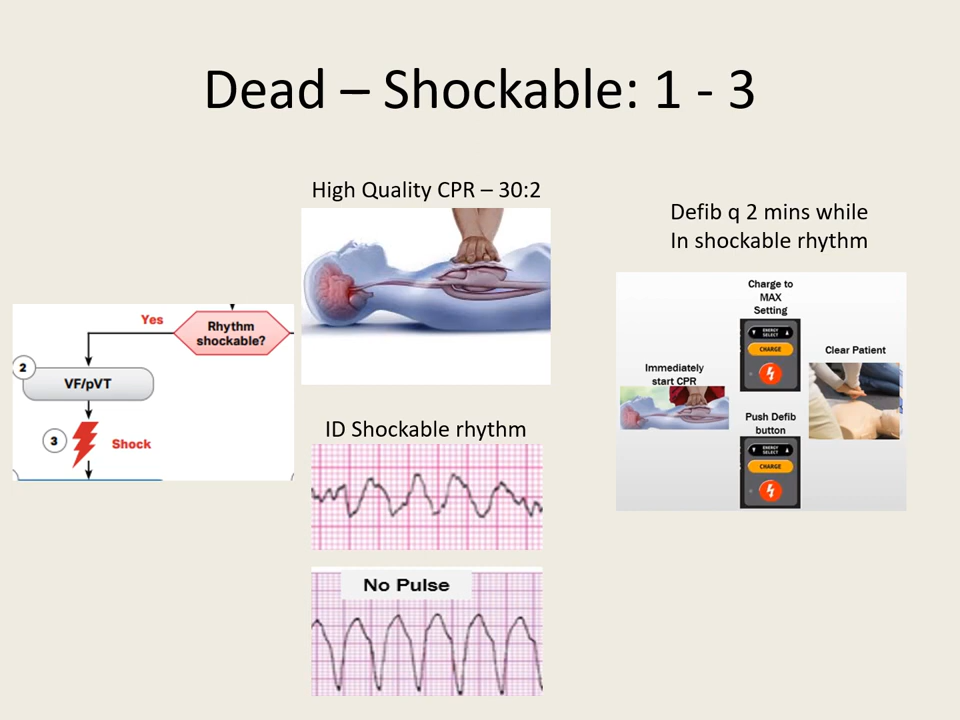 Dead – Shockable: 1 - 3
High Quality CPR – 30:2
Defib q 2 mins while
In shockable rhythm
Yes
Rhythm
shockable?
2
VF/pVT
3
Shock
ID Shockable rhythm
No Pulse
Charge to
MAX
Setting
ENERGY
SELECT
CHARGE
Clear Patient
Immediately
start CPR
Push Defib
button
ENERGY
SELECT
CHARGE